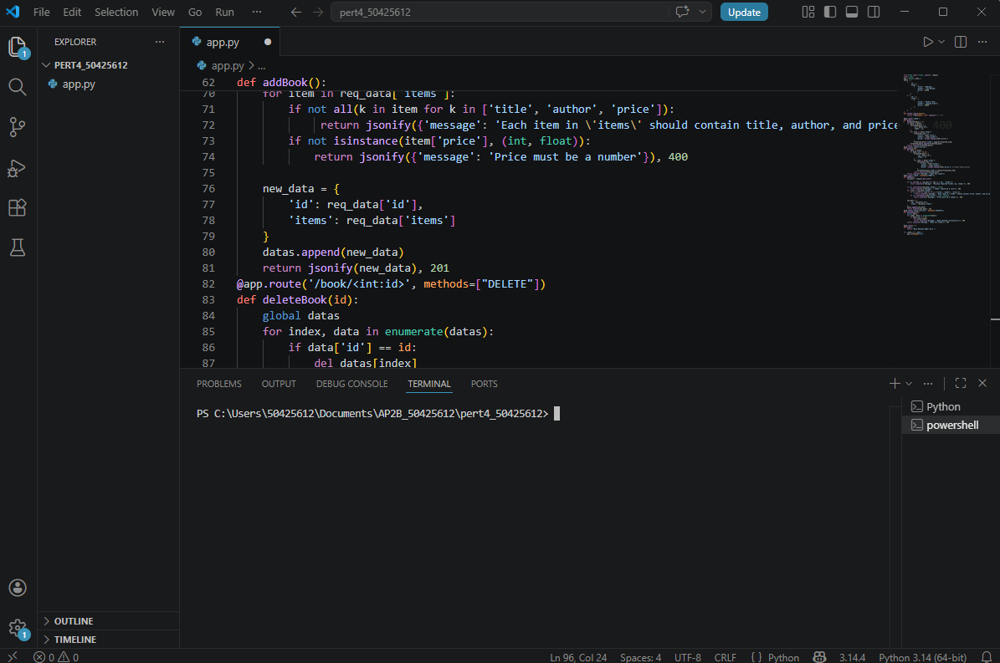 File Edit Selection View Go Run ··· pert4_50425612 Update
EXPLORER ···
PERT4_50425612
app.py
1
1
app.py
app.py > ...
62 def addBook():
70 for item in req_data['items']:
71 if not all(k in item for k in ['title', 'author', 'price']):
72 return jsonify({'message': 'Each item in \'items\' should contain title, author, and price
73 if not isinstance(item['price'], (int, float)):
74 return jsonify({'message': 'Price must be a number'}), 400
75
76 new_data = {
77 'id': req_data['id'],
78 'items': req_data['items']
79 }
80 datas.append(new_data)
81 return jsonify(new_data), 201
82 @app.route('/book/<int:id>', methods=["DELETE"])
83 def deleteBook(id):
84 global datas
85 for index, data in enumerate(datas):
86 if data['id'] == id:
87 del datas[index]
PROBLEMS OUTPUT DEBUG CONSOLE TERMINAL PORTS
PS C:\Users\50425612\Documents\AP2B_50425612\pert4_50425612>
Python
powershell
OUTLINE
TIMELINE
0 0 Ln 96, Col 24 Spaces: 4 UTF-8 CRLF { } Python 3.14.4 Python 3.14 (64-bit)